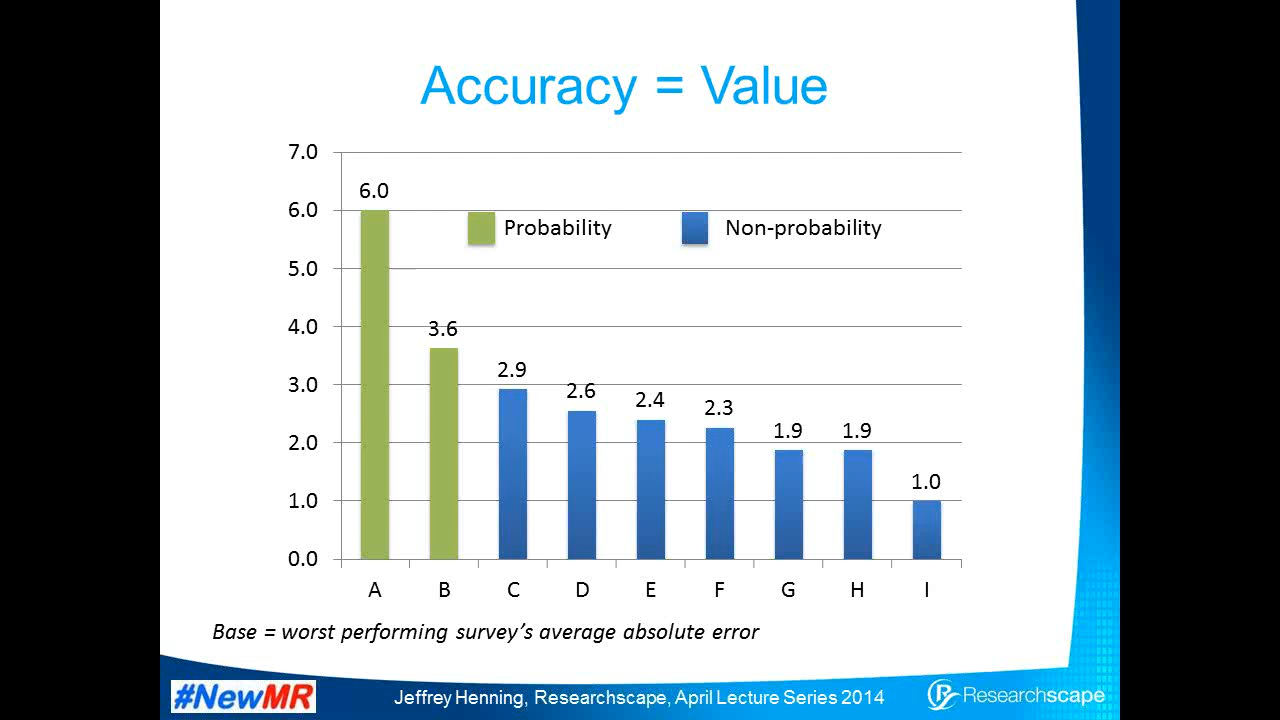 Accuracy = Value
7.0
6.0
5.0
4.0
3.0
2.0
1.0
0.0
6.0
3.6
2.9
2.6
2.4
2.3
1.9
1.9
1.0
Probability
Non-probability
A B C D E F G H I
Base = worst performing survey's average absolute error
#NewMR
Jeffrey Henning, Researchscape, April Lecture Series 2014
Researchscape